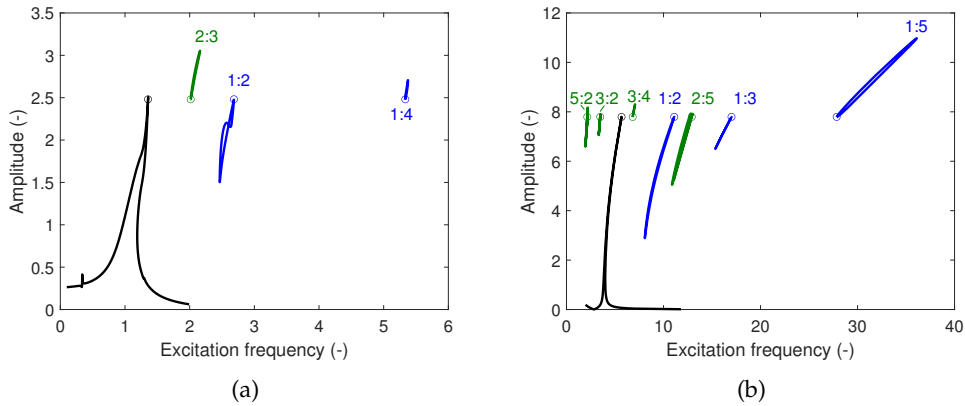 3.5
3
2.5
2
1.5
1
0.5
0
0 1 2 3 4 5 6
Amplitude (-)
Excitation frequency (-)
2:3
1:2
1:4
(a)
12
10
8
6
4
2
0
0 10 20 30 40
Amplitude (-)
Excitation frequency (-)
1:5
5:2 3:2 3:4 1:2 2:5 1:3
(b)